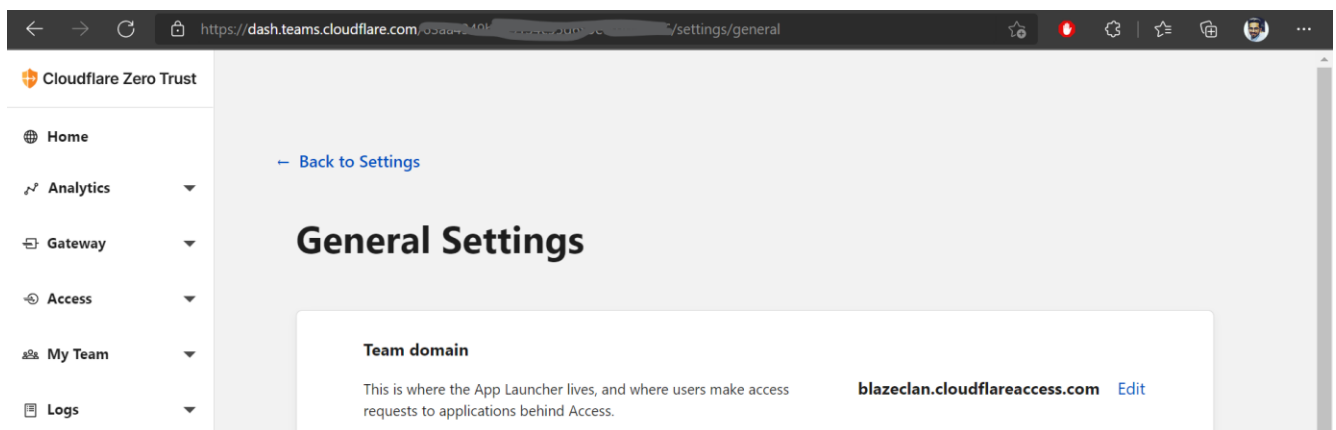 https://dash.teams.cloudflare.com/ /settings/general
Cloudflare Zero Trust
Home
Analytics
Gateway
Access
My Team
Logs
← Back to Settings
General Settings
Team domain
This is where the App Launcher lives, and where users make access
requests to applications behind Access.
blazeclan.cloudflareaccess.com Edit